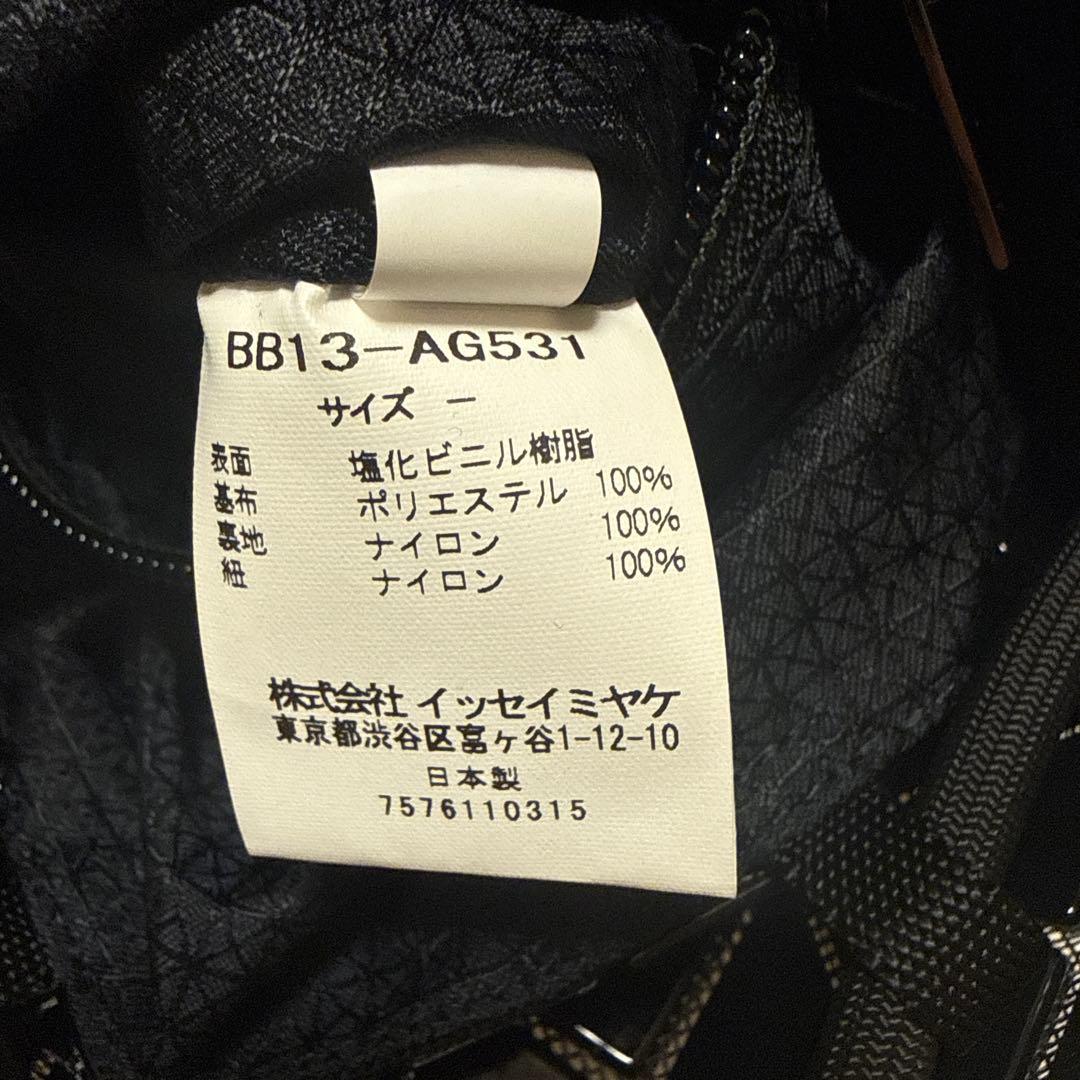 BB13-AG531
サイズ －
表面 塩化ビニル樹脂
基布 ポリエステル 100%
裏地 ナイロン 100%
紐 ナイロン 100%
株式会社 イッセイミヤケ
東京都渋谷区富ヶ谷1-12-10
日本製
7576110315